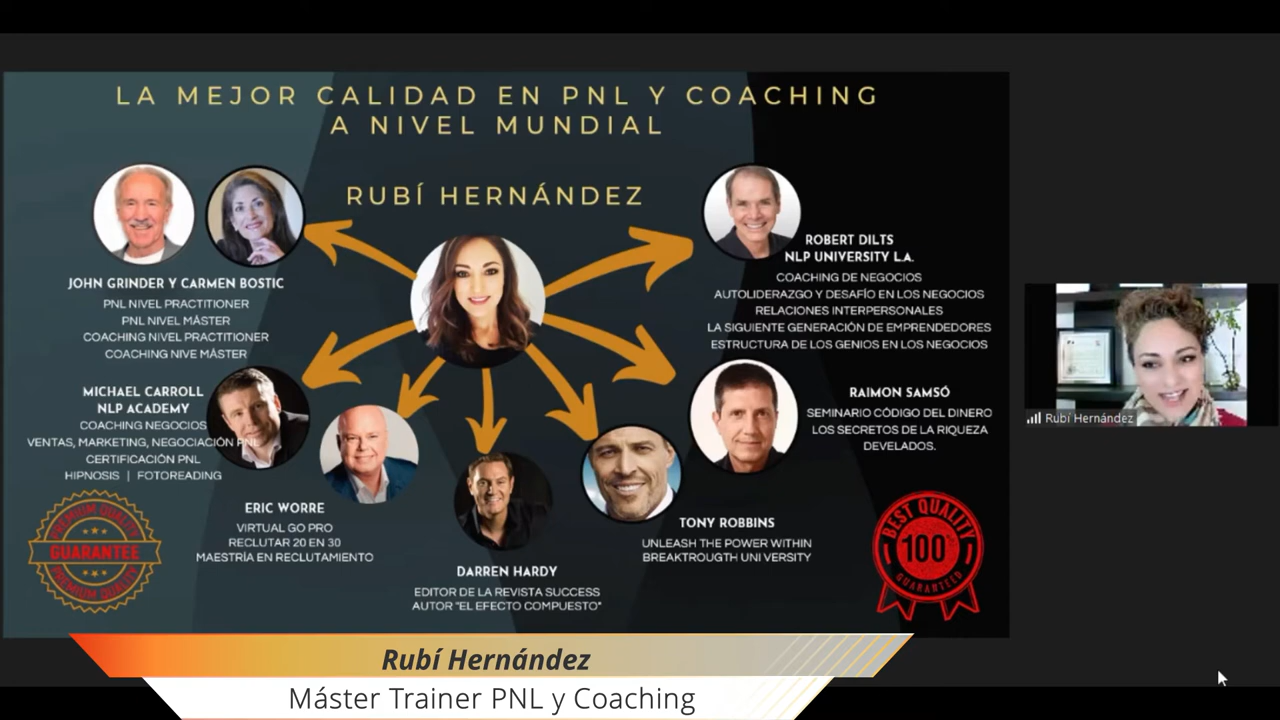 LA MEJOR CALIDAD EN PNL Y COACHING
A NIVEL MUNDIAL
RUBÍ HERNÁNDEZ
JOHN GRINDER Y CARMEN BOSTIC
PNL NIVEL PRACTITIONER
PNL NIVEL MÁSTER
COACHING NIVEL PRACTITIONER
COACHING NIVE MÁSTER
MICHAEL CARROLL
NLP ACADEMY
COACHING NEGOCIOS
VENTAS, MARKETING, NEGOCIACIÓN PNL
CERTIFICACIÓN PNL
HIPNOSIS | FOTOREADING
ERIC WORRE
VIRTUAL GO PRO
RECLUTAR 20 EN 30
MAESTRÍA EN RECLUTAMIENTO
DARREN HARDY
EDITOR DE LA REVISTA SUCCESS
AUTOR "EL EFECTO COMPUESTO"
TONY ROBBINS
UNLEASH THE POWER WITHIN
BREAKTROUGTH UNI VERSITY
RAIMON SAMSÓ
SEMINARIO CÓDIGO DEL DINERO
LOS SECRETOS DE LA RIQUEZA
DEVELADOS.
ROBERT DILTS
NLP UNIVERSITY L.A.
COACHING DE NEGOCIOS
AUTOLIDERAZGO Y DESAFÍO EN LOS NEGOCIOS
RELACIONES INTERPERSONALES
LA SIGUIENTE GENERACIÓN DE EMPRENDEDORES
ESTRUCTURA DE LOS GENIOS EN LOS NEGOCIOS
PREMIUM QUALITY
GUARANTEE
PREMIUM QUALITY
BEST QUALITY
100
GUARANTEED
Rubí Hernández
Rubí Hernández
Máster Trainer PNL y Coaching